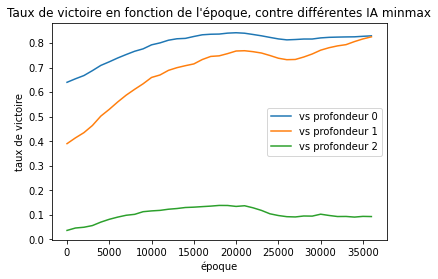 Taux de victoire en fonction de l'époque, contre différentes IA minmax
taux de victoire
0.8
0.7
0.6
0.5
0.4
0.3
0.2
0.1
0.0
vs profondeur 0
vs profondeur 1
vs profondeur 2
0 5000 10000 15000 20000 25000 30000 35000
époque